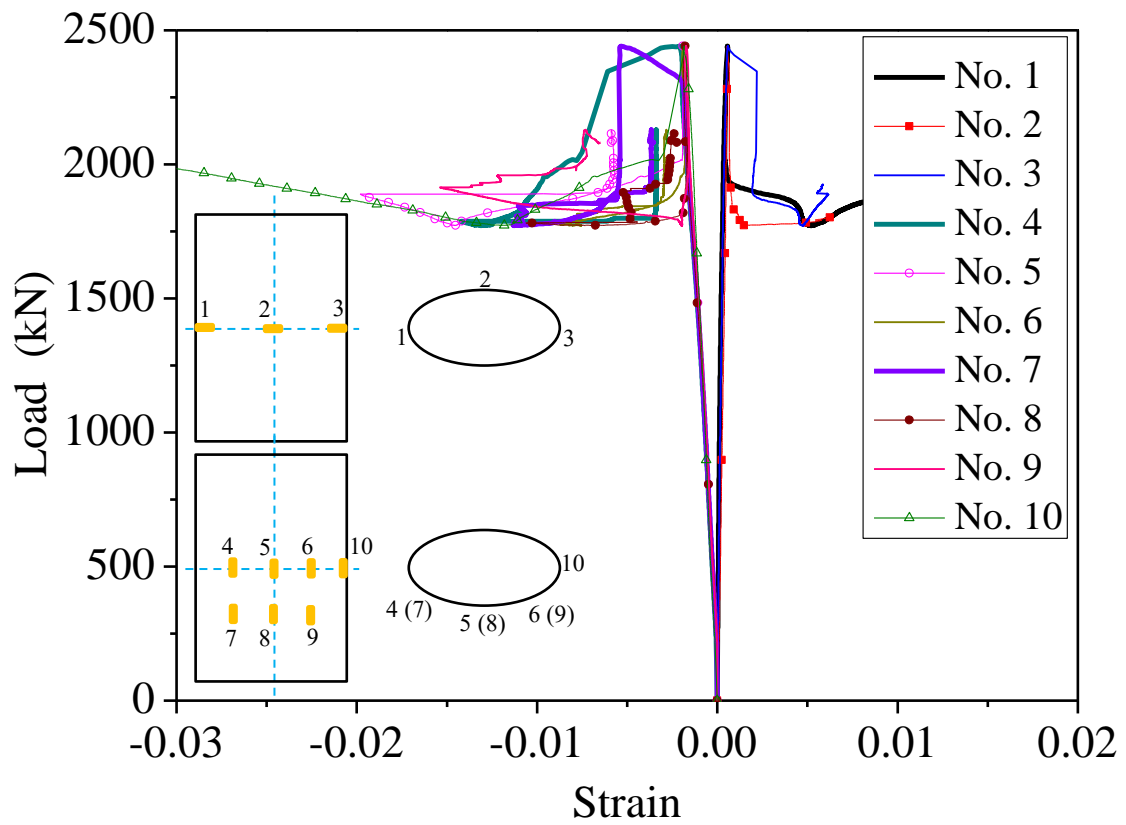 2500
2000
1500
1000
500
0
Load (kN)
-0.03
-0.02
-0.01
0.00
0.01
0.02
Strain
No. 1
No. 2
No. 3
No. 4
No. 5
No. 6
No. 7
No. 8
No. 9
No. 10
1 2 3
2
1 3
4 5 6 10
7 8 9
10
4 (7) 5 (8) 6 (9)